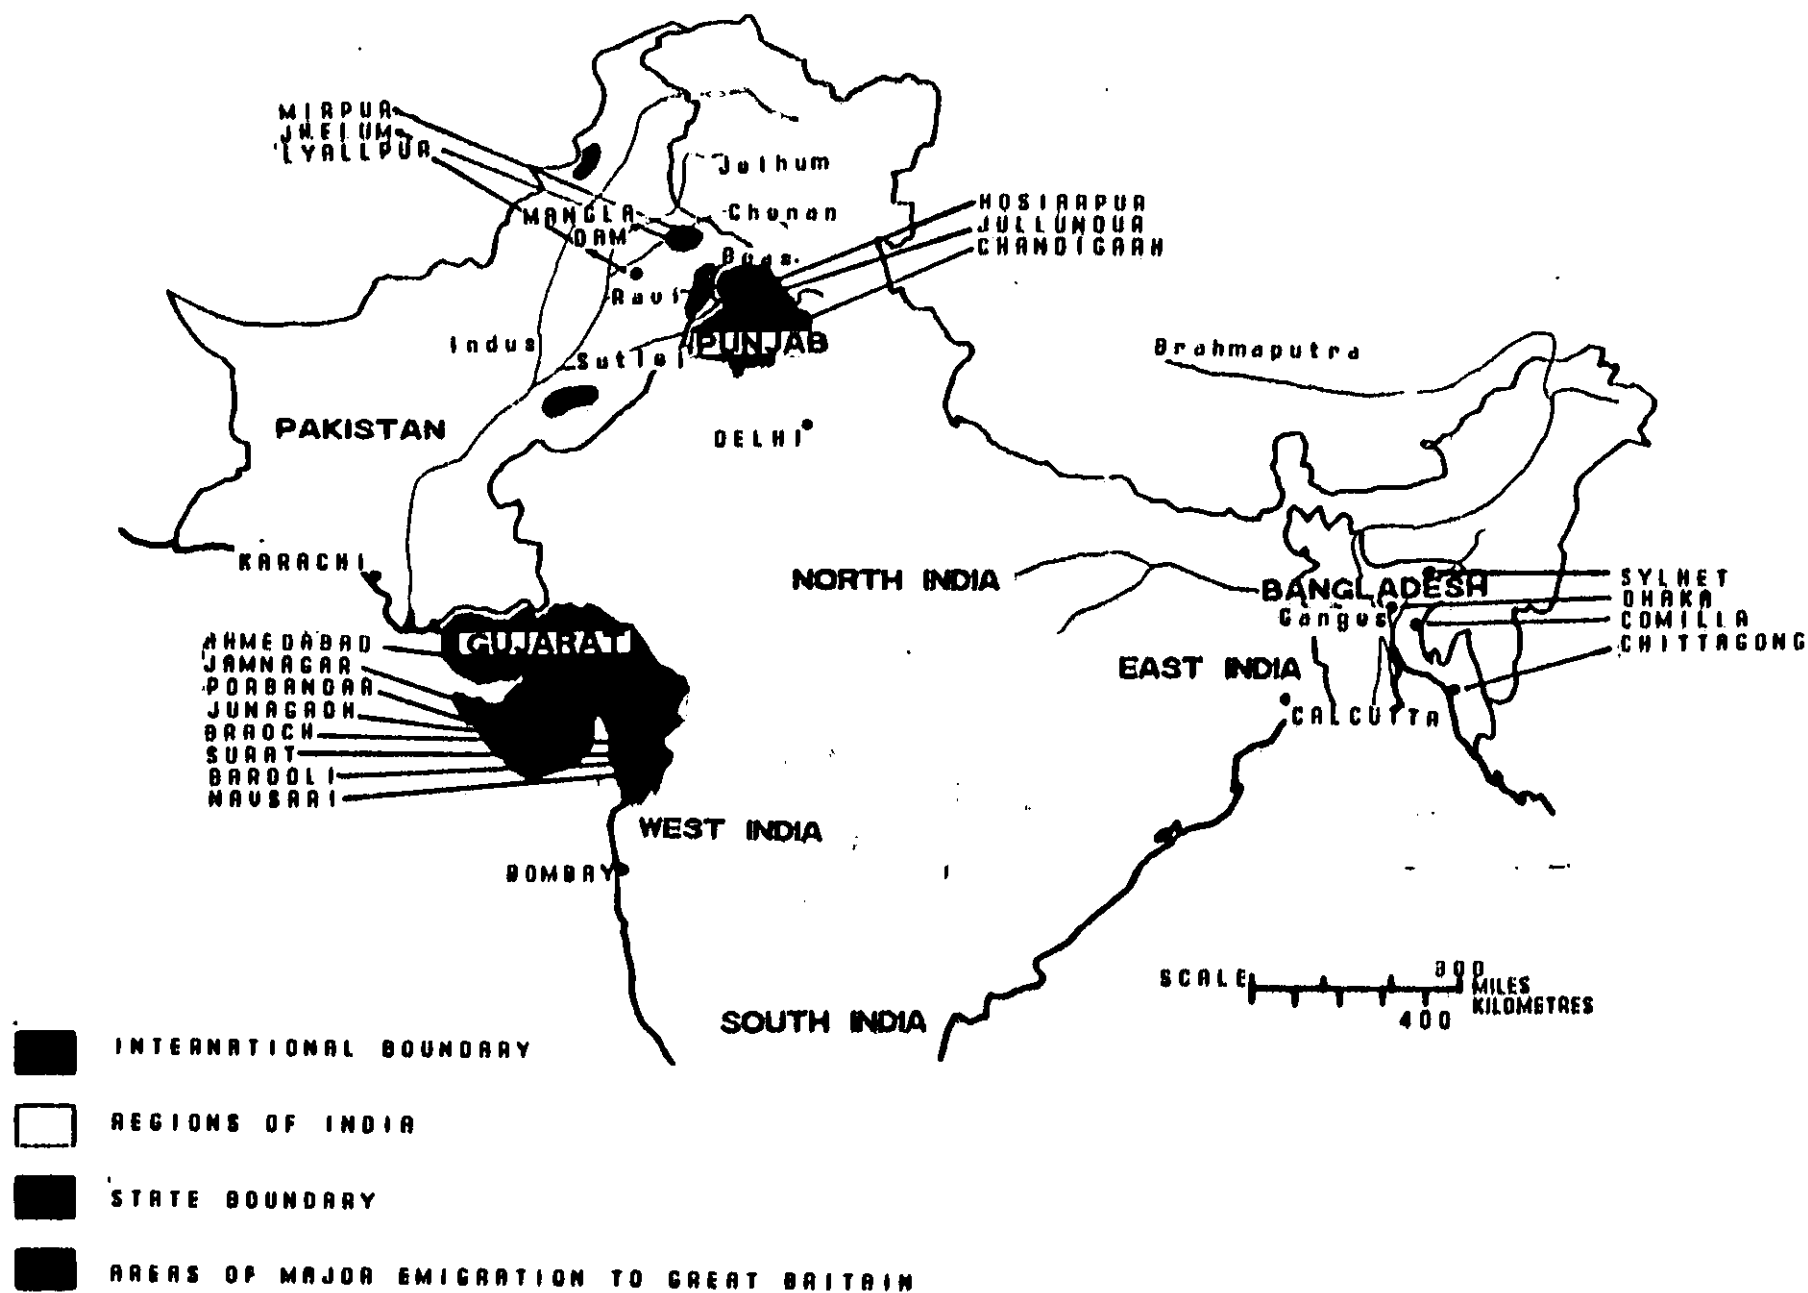 MIRPUR
JHELUM
LYALLPUR
Jelhum
MANGLA
DAM
Chenan
HOSIARPUR
JULLUNDUR
CHANDIGARH
Beas
Ravi
PUNJAB
Indus
Sutlej
Brahmaputra
PAKISTAN
DELHI
KARACHI
NORTH INDIA
BANGLADESH
Ganges
SYLHET
DHAKA
COMILLA
CHITTAGONG
EAST INDIA
CALCUTTA
AHMEDABAD
GUJARAT
JAMNAGAR
PORBANDAR
JUNAGADH
BRAOCH
SURAT
BARDOLI
NAVSARI
WEST INDIA
BOMBAY
SOUTH INDIA
SCALE
300
MILES
KILOMETRES
400
INTERNATIONAL BOUNDARY
REGIONS OF INDIA
STATE BOUNDARY
AREAS OF MAJOR EMIGRATION TO GREAT BRITAIN